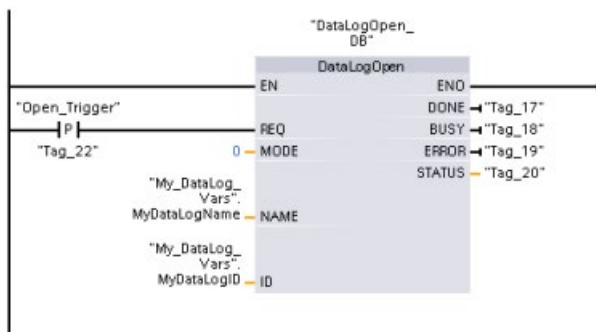 "DataLogOpen_
DB"
DataLogOpen
EN ENO
"Open_Trigger" DONE "Tag_17"
P REQ BUSY "Tag_18"
"Tag_22" 0 MODE ERROR "Tag_19"
STATUS "Tag_20"
"My_DataLog_
Vars".
MyDataLogName NAME
"My_DataLog_
Vars".
MyDataLogID ID